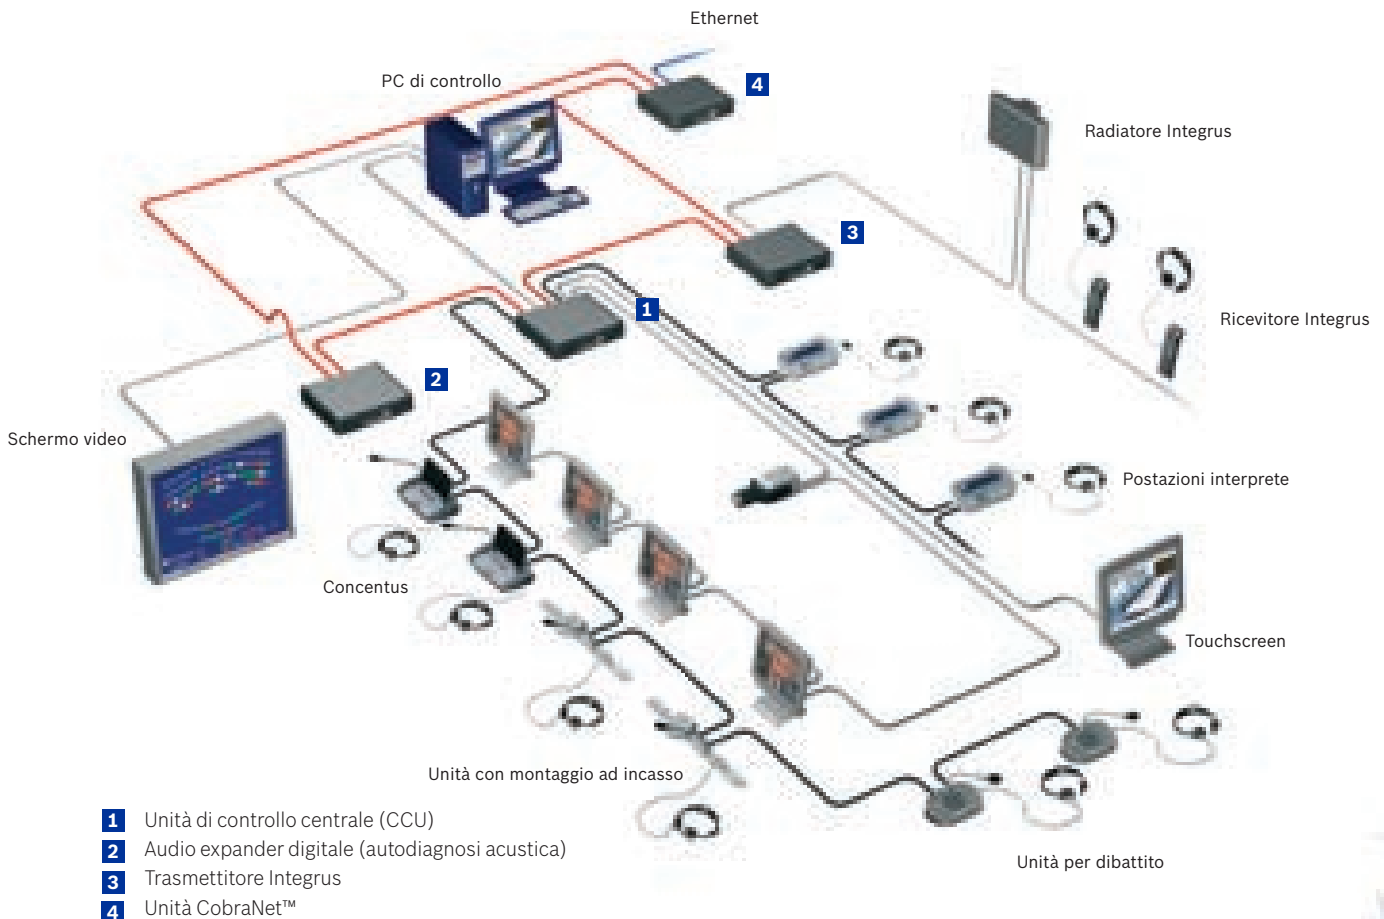 Ethernet
PC di controllo
4
Radiatore Integrus
3
1
Ricevitore Integrus
2
Schermo video
Postazioni interprete
Concentus
Touchscreen
Unità con montaggio ad incasso
Unità per dibattito
1 Unità di controllo centrale (CCU)
2 Audio expander digitale (autodiagnosi acustica)
3 Trasmettitore Integrus
4 Unità CobraNet™